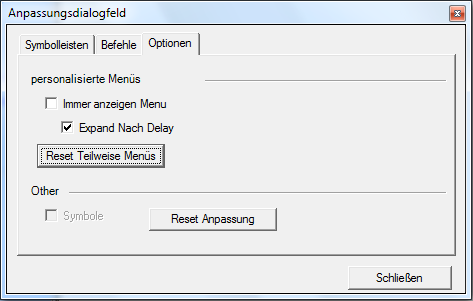 Anpassungsdialogfeld
Symbolleisten Befehle Optionen
personalisierte Menüs
Immer anzeigen Menu
Expand Nach Delay
Reset Teilweise Menüs
Other
Symbole Reset Anpassung
Schließen